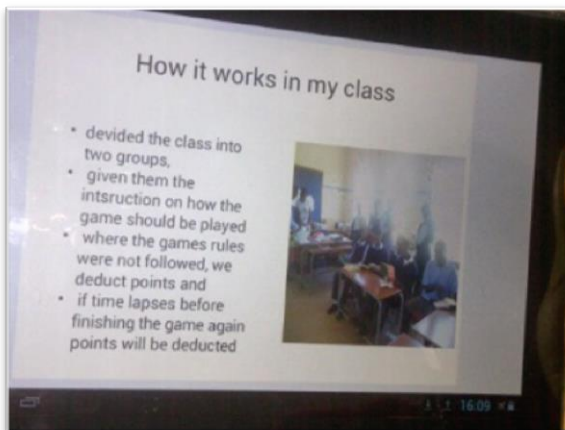 How it works in my class
• devided the class into
two groups,
• given them the
intsruction on how the
game should be played
• where the games rules
were not followed, we
deduct points and
• if time lapses before
finishing the game again
points will be deducted
16:09